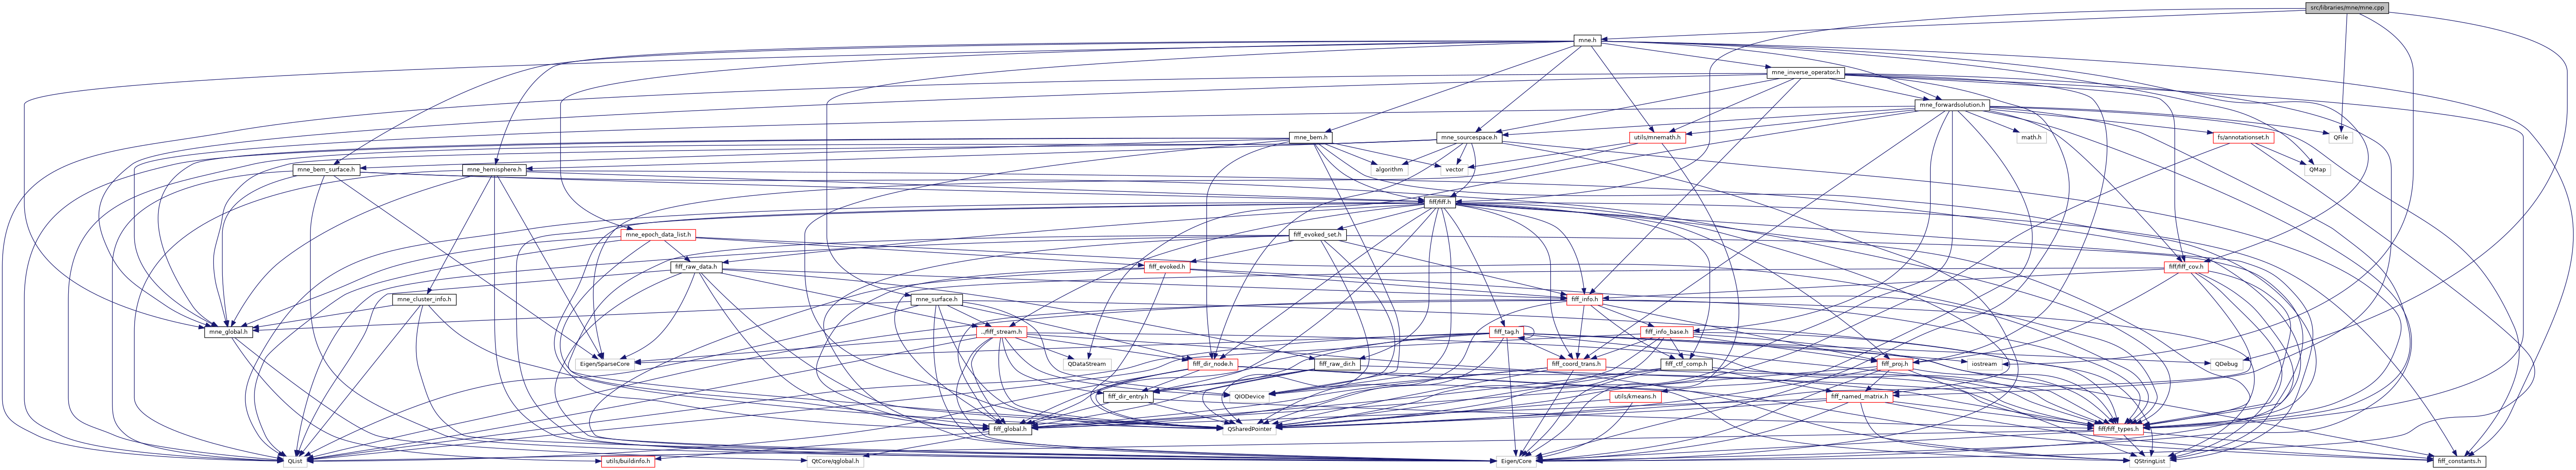 src/libraries/mne/mne.cpp
mne.h
mne_inverse_operator.h
mne_forwardsolution.h
mne_bem.h
mne_sourcespace.h
utils/mnemath.h
math.h
fs/annotationset.h
QFile
mne_bem_surface.h
mne_hemisphere.h
algorithm
vector
QMap
fiff/fiff.h
mne_epoch_data_list.h
fiff_evoked_set.h
fiff_raw_data.h
fiff_evoked.h
fiff/fiff_cov.h
mne_cluster_info.h
mne_surface.h
fiff_info.h
mne_global.h
../fiff_stream.h
fiff_tag.h
fiff_info_base.h
Eigen/SparseCore
QDataStream
fiff_dir_node.h
fiff_raw_dir.h
fiff_coord_trans.h
fiff_ctf_comp.h
fiff_proj.h
iostream
QDebug
fiff_dir_entry.h
QIODevice
utils/kmeans.h
fiff_named_matrix.h
fiff_global.h
QSharedPointer
fiff/fiff_types.h
QList
utils/buildinfo.h
QtCore/qglobal.h
Eigen/Core
QStringList
fiff_constants.h